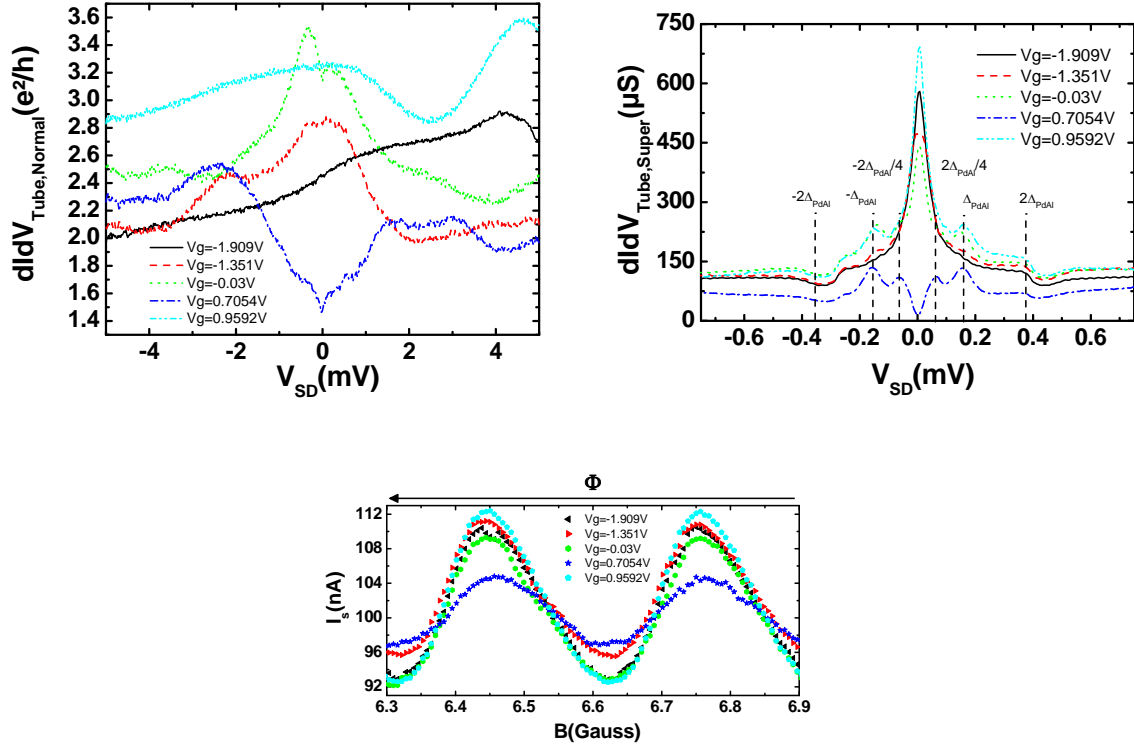 dIdV_Tube,Normal(e²/h)
3.6
3.4
3.2
3.0
2.8
2.6
2.4
2.2
2.0
1.8
1.6
1.4
Vg=-1.909V
Vg=-1.351V
Vg=-0.03V
Vg=0.7054V
Vg=0.9592V
-4 -2 0 2 4
V_SD(mV)
dIdV_Tube,Super(µS)
750
600
450
300
150
0
Vg=-1.909V
Vg=-1.351V
Vg=-0.03V
Vg=0.7054V
Vg=0.9592V
-2Δ_PdAl/4 2Δ_PdAl/4
-2Δ_PdAl -Δ_PdAl Δ_PdAl 2Δ_PdAl
-0.6 -0.4 -0.2 0.0 0.2 0.4 0.6
V_SD(mV)
Φ
I_s(nA)
112
108
104
100
96
92
Vg=-1.909V
Vg=-1.351V
Vg=-0.03V
Vg=0.7054V
Vg=0.9592V
6.3 6.4 6.5 6.6 6.7 6.8 6.9
B(Gauss)